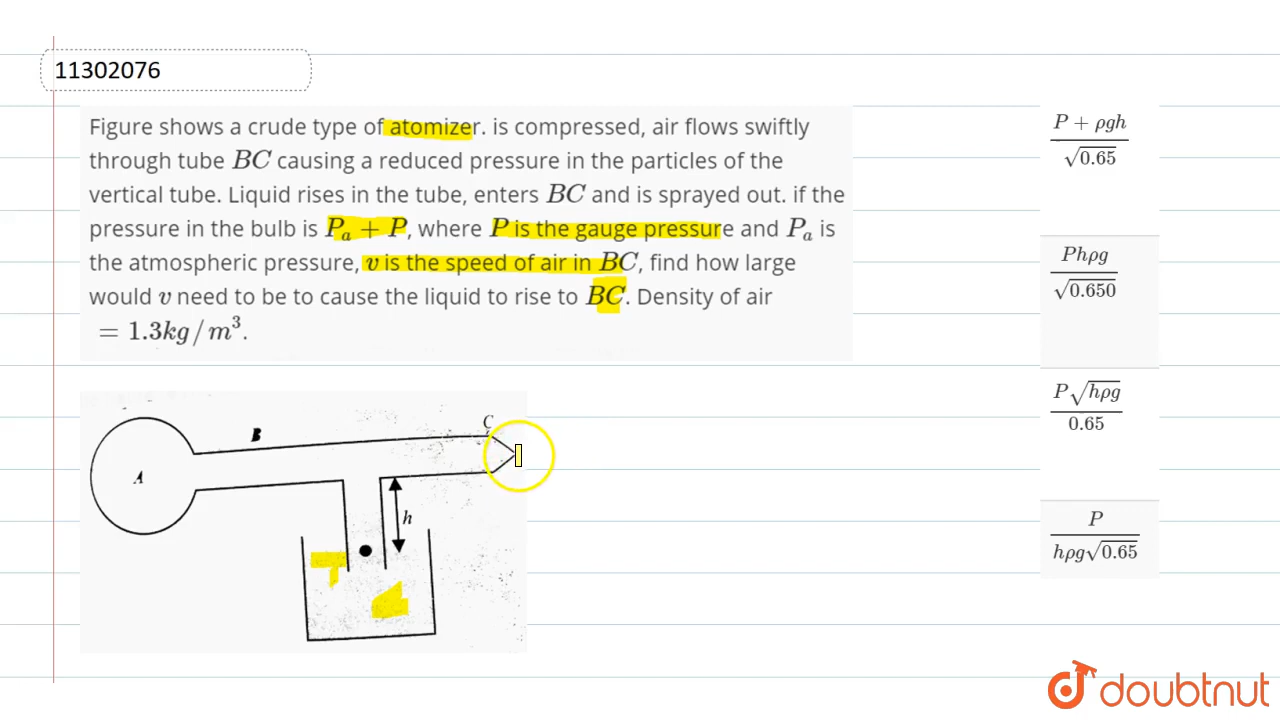 11302076
Figure shows a crude type of atomizer. is compressed, air flows swiftly
through tube BC causing a reduced pressure in the particles of the
vertical tube. Liquid rises in the tube, enters BC and is sprayed out. if the
pressure in the bulb is Pₐ + P, where P is the gauge pressure and Pₐ is
the atmospheric pressure, v is the speed of air in BC, find how large
would v need to be to cause the liquid to rise to BC. Density of air
= 1.3kg/m³.
A
B
C
h
P + ρgh
√0.65
Phρg
√0.650
P√hρg
0.65
P
hρg√0.65
doubtnut